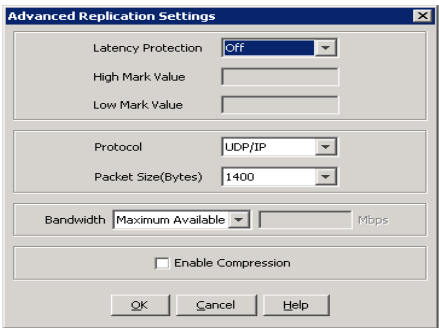 Advanced Replication Settings
Latency Protection Off
High Mark Value
Low Mark Value
Protocol UDP/IP
Packet Size(Bytes) 1400
Bandwidth Maximum Available Mbps
Enable Compression
OK Cancel Help